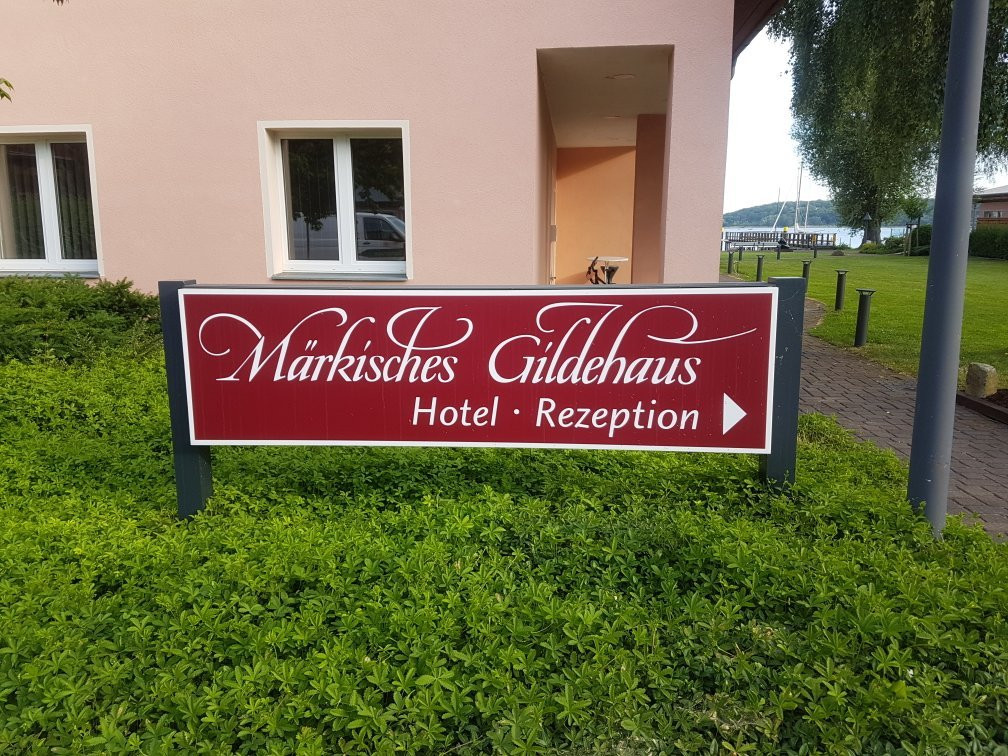 Märkisches Gildehaus
Hotel · Rezeption